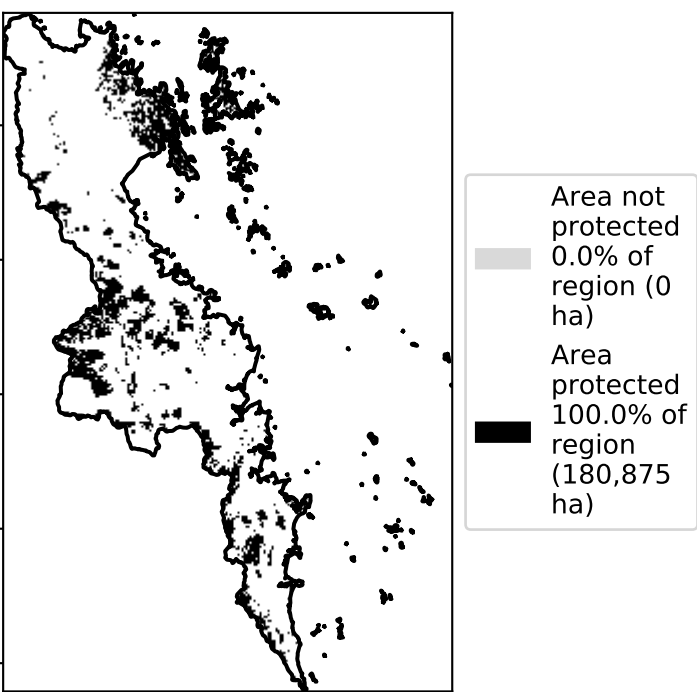 Area not
protected
0.0% of
region (0
ha)
Area
protected
100.0% of
region
(180,875
ha)